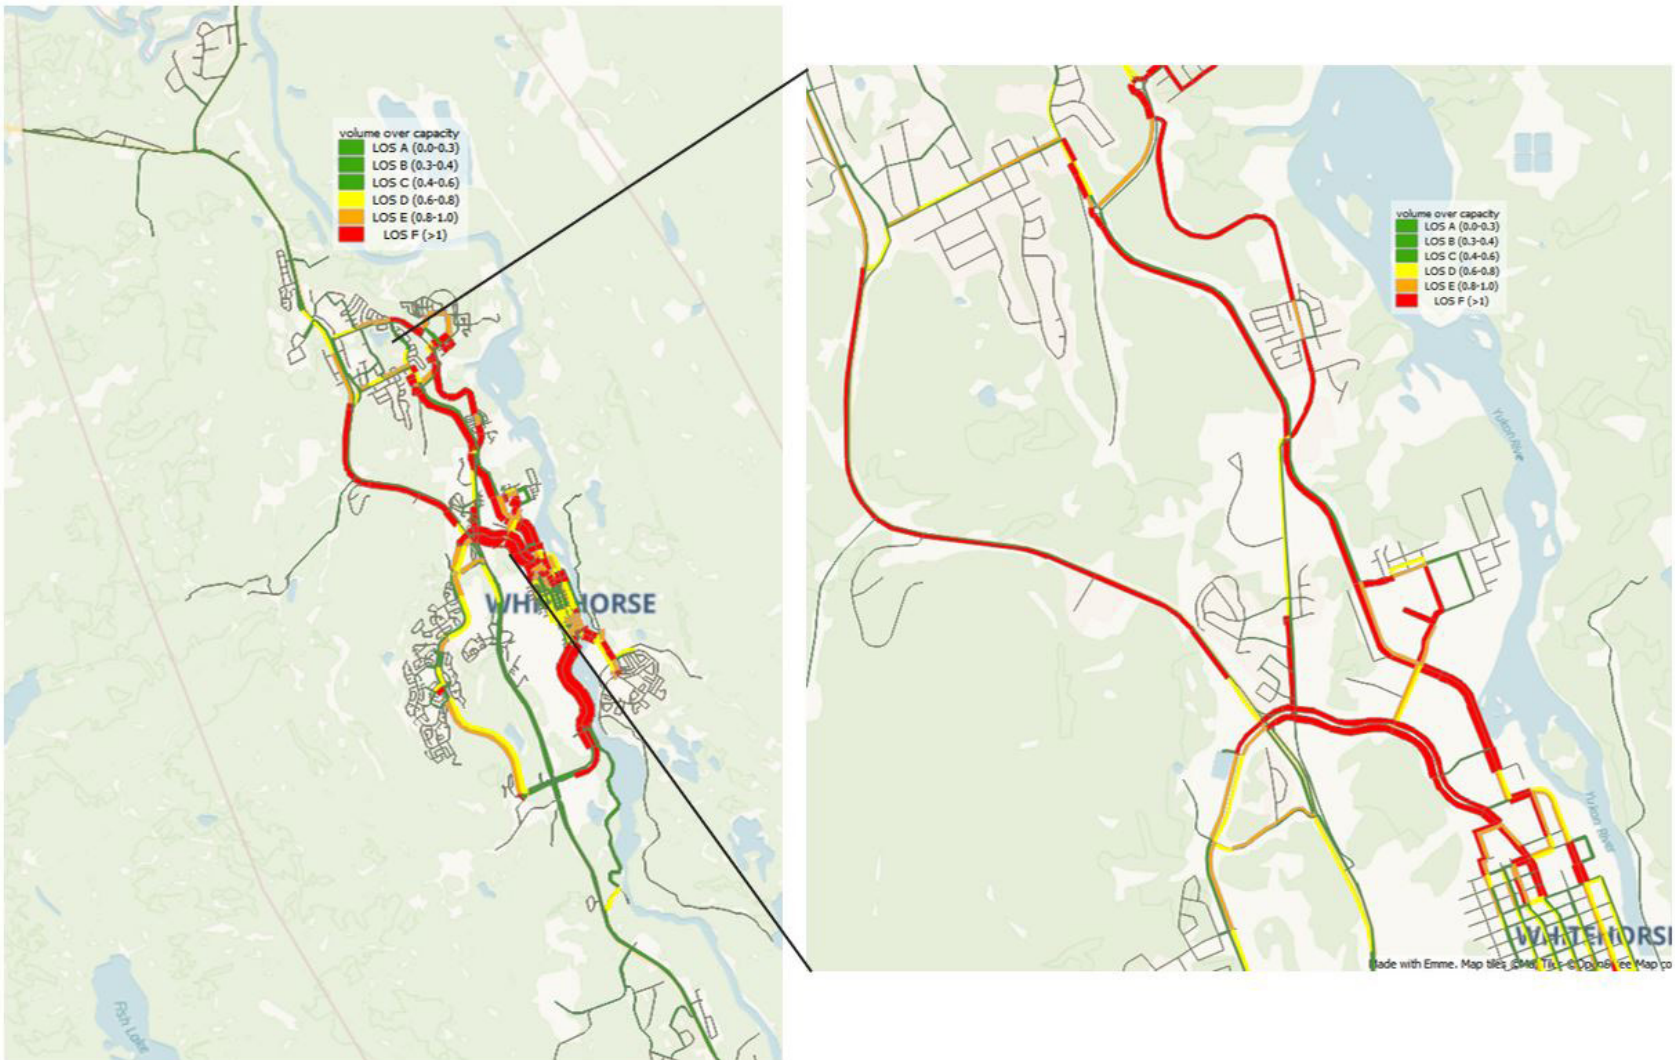 volume over capacity
LOS A (0.0-0.3)
LOS B (0.3-0.4)
LOS C (0.4-0.6)
LOS D (0.6-0.8)
LOS E (0.8-1.0)
LOS F (>1)
WHITEHORSE
Fish Lake
volume over capacity
LOS A (0.0-0.3)
LOS B (0.3-0.4)
LOS C (0.4-0.6)
LOS D (0.6-0.8)
LOS E (0.8-1.0)
LOS F (>1)
Yukon River
Yukon River
WHITEHORSE
Made with Emme. Map tiles